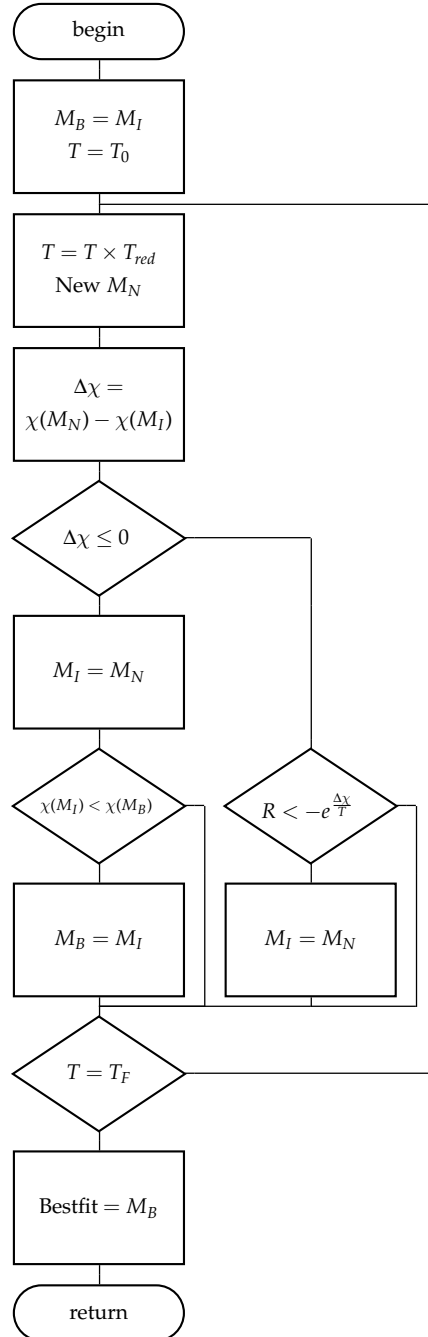 begin
M_B = M_I
T = T_0
T = T × T_red
New M_N
Δχ =
χ(M_N) − χ(M_I)
Δχ ≤ 0
M_I = M_N
χ(M_I) < χ(M_B)
R < −e^{Δχ/T}
M_B = M_I
M_I = M_N
T = T_F
Bestfit = M_B
return